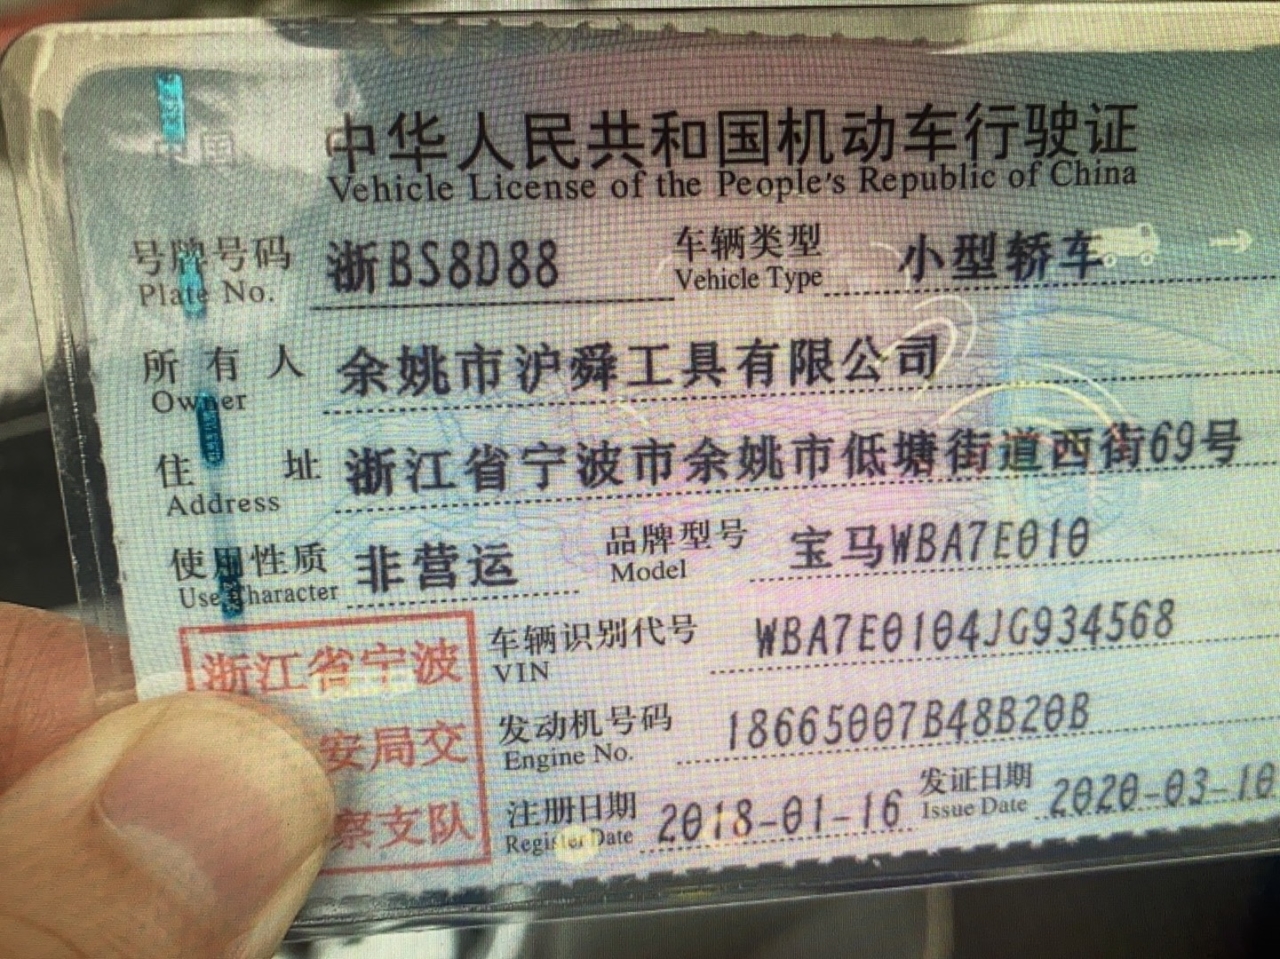 中国
中华人民共和国机动车行驶证
Vehicle License of the People's Republic of China
号牌号码 浙BS8D88 车辆类型 小型轿车
Plate No. Vehicle Type
所有人 余姚市沪舜工具有限公司
Owner
住址 浙江省宁波市余姚市低塘街道西街69号
Address
使用性质 非营运 品牌型号 宝马WBA7E010
Use Character Model
浙江省宁波 车辆识别代号 WBA7E0104JG934568
VIN
安局交 发动机号码 18665007B48B20B
Engine No.
察支队 注册日期 2018-01-16 发证日期 2020-03-10
Register Date Issue Date